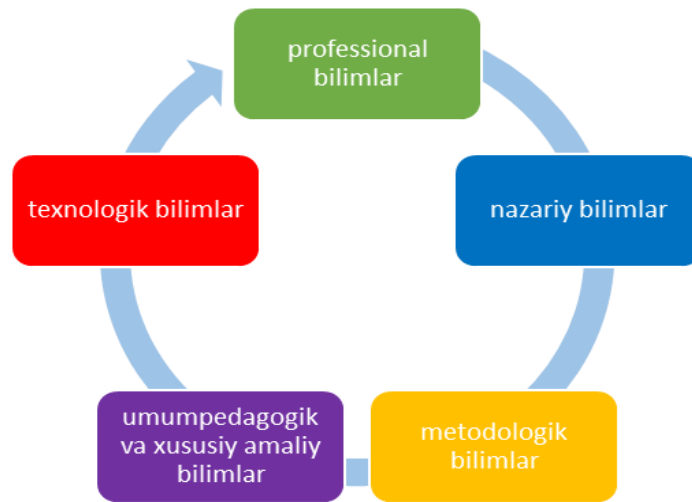 professional
bilimlar
texnologik bilimlar
nazariy bilimlar
umumpedagogik
va xususiy amaliy
bilimlar
metodologik
bilimlar